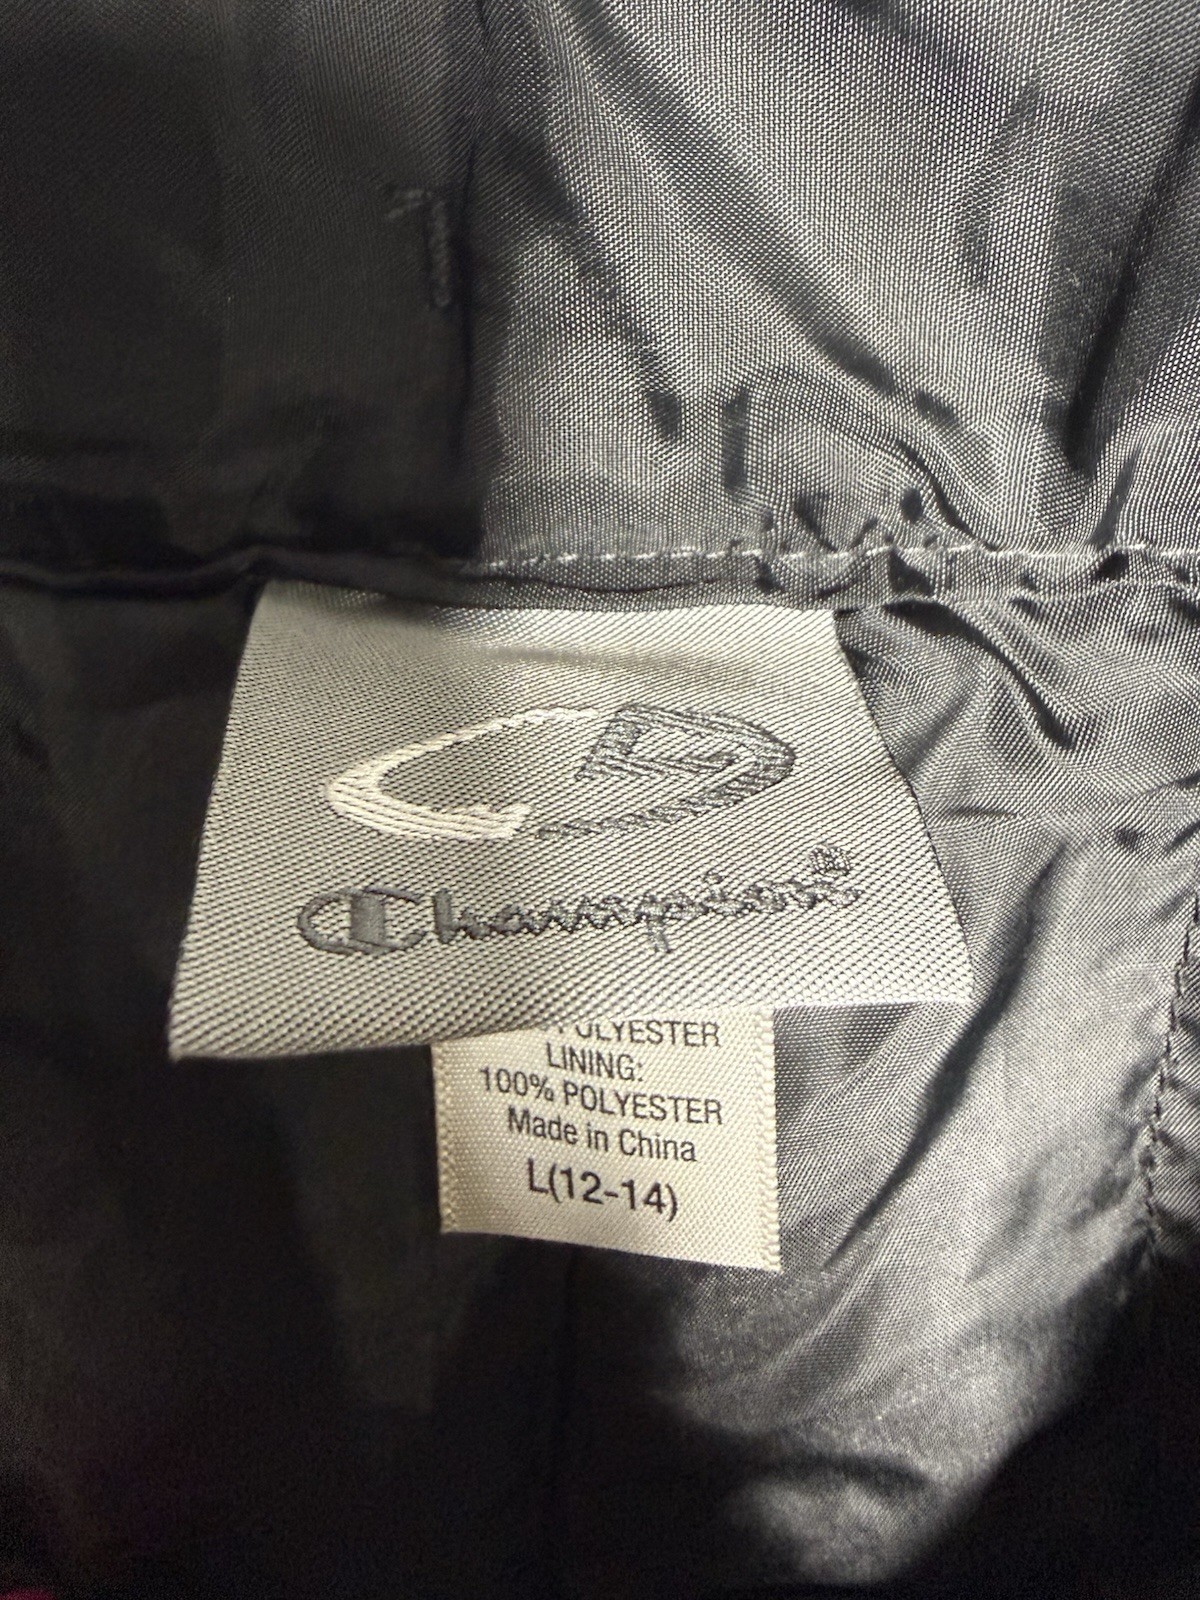 Champion®
POLYESTER
LINING:
100% POLYESTER
Made in China
L(12-14)